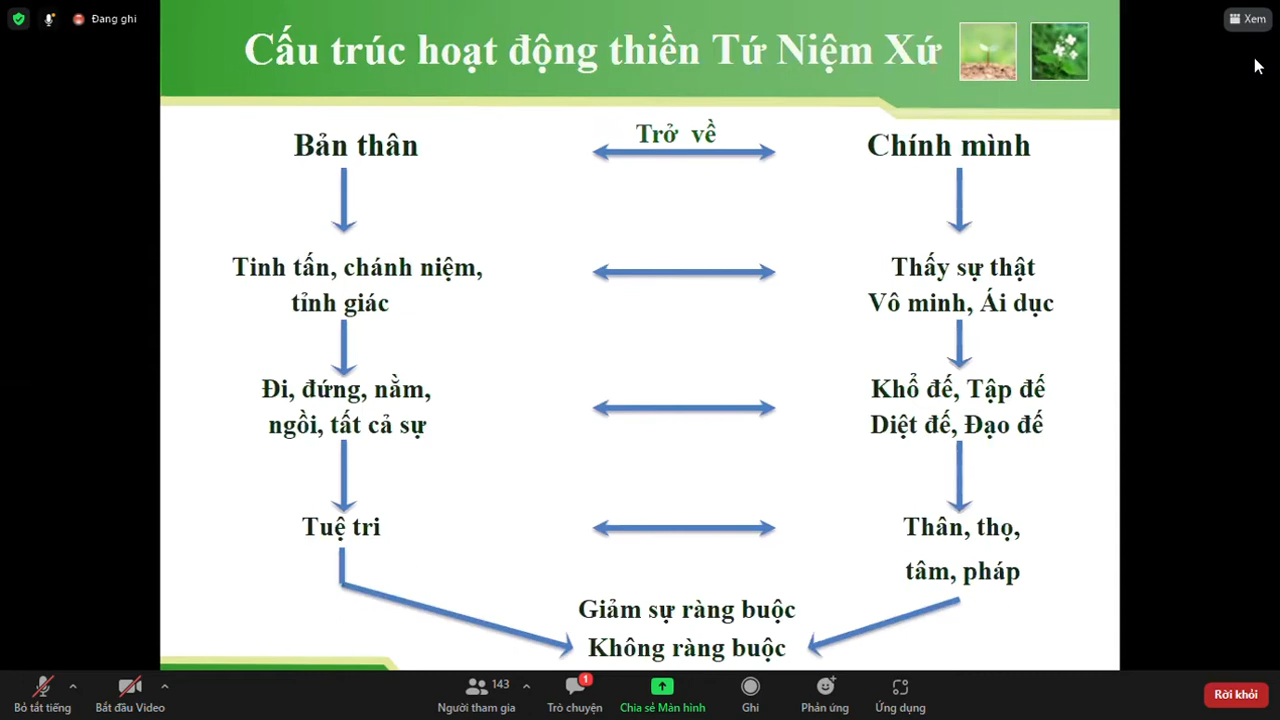 Đang ghi
Xem
Cấu trúc hoạt động thiền Tứ Niệm Xứ
Bản thân
Trở về
Chính mình
Tinh tấn, chánh niệm,
tỉnh giác
Thấy sự thật
Vô minh, Ái dục
Đi, đứng, nằm,
ngồi, tất cả sự
Khổ đế, Tập đế
Diệt đế, Đạo đế
Tuệ tri
Thân, thọ,
tâm, pháp
Giảm sự ràng buộc
Không ràng buộc
Bỏ tắt tiếng
Bắt đầu Video
143
Người tham gia
1
Trò chuyện
Chia sẻ Màn hình
Ghi
Phản ứng
Ứng dụng
Rời khỏi